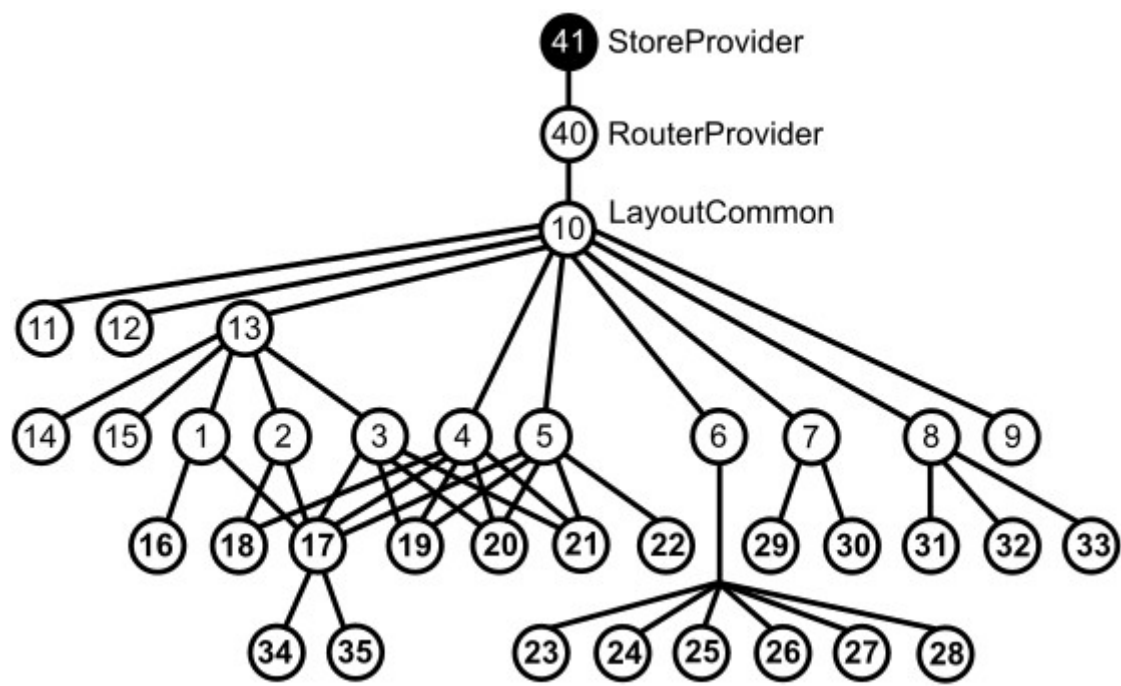 41 StoreProvider
40 RouterProvider
10 LayoutCommon
11 12 13
14 15 1 2 3 4 5 6 7 8 9
16 18 17 19 20 21 22 29 30 31 32 33
34 35 23 24 25 26 27 28